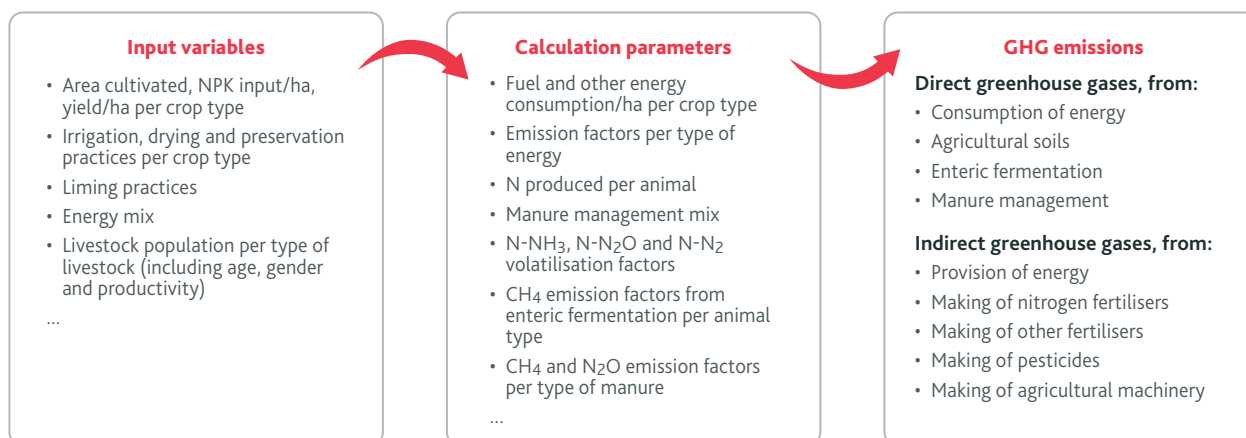 Input variables
• Area cultivated, NPK input/ha,
yield/ha per crop type
• Irrigation, drying and preservation
practices per crop type
• Liming practices
• Energy mix
• Livestock population per type of
livestock (including age, gender
and productivity)
...
Calculation parameters
• Fuel and other energy
consumption/ha per crop type
• Emission factors per type of
energy
• N produced per animal
• Manure management mix
• N-NH3, N-N2O and N-N2
volatilisation factors
• CH4 emission factors from
enteric fermentation per animal
type
• CH4 and N2O emission factors
per type of manure
...
GHG emissions
Direct greenhouse gases, from:
• Consumption of energy
• Agricultural soils
• Enteric fermentation
• Manure management
Indirect greenhouse gases, from:
• Provision of energy
• Making of nitrogen fertilisers
• Making of other fertilisers
• Making of pesticides
• Making of agricultural machinery